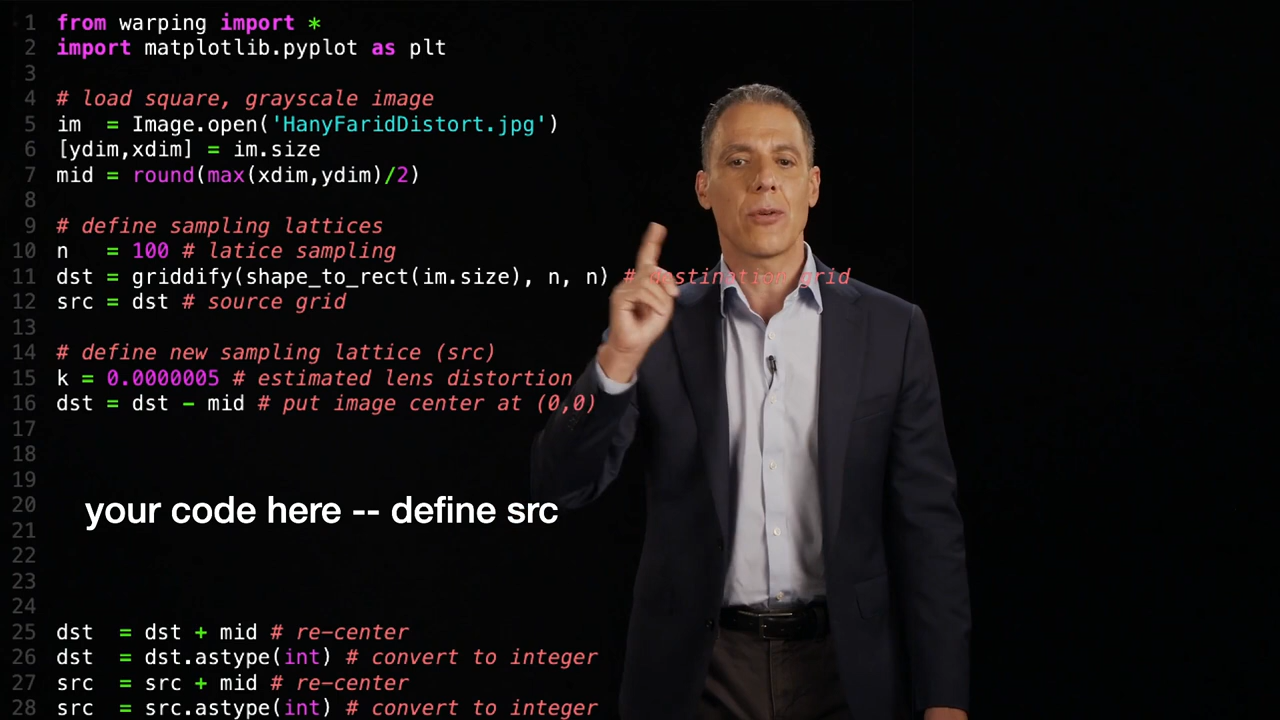 1 from warping import *
2 import matplotlib.pyplot as plt
3
4 # load square, grayscale image
5 im = Image.open('HanyFaridDistort.jpg')
6 [ydim,xdim] = im.size
7 mid = round(max(xdim,ydim)/2)
8
9 # define sampling lattices
10 n = 100 # latice sampling
11 dst = griddify(shape_to_rect(im.size), n, n) # destination grid
12 src = dst # source grid
13
14 # define new sampling lattice (src)
15 k = 0.0000005 # estimated lens distortion
16 dst = dst - mid # put image center at (0,0)
17
18
19
20
your code here -- define src
21
22
23
24
25 dst = dst + mid # re-center
26 dst = dst.astype(int) # convert to integer
27 src = src + mid # re-center
28 src = src.astype(int) # convert to integer